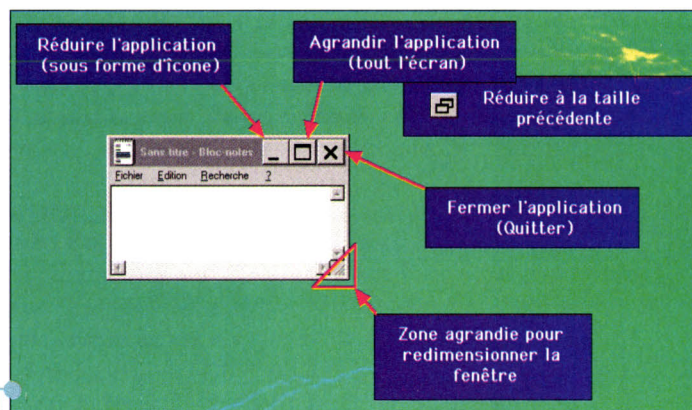 Réduire l'application
(sous forme d'îcone)
Agrandir l'application
(tout l'écran)
Réduire à la taille
précédente
Sans titre - Bloc-notes
Fichier Edition Recherche ?
Fermer l'application
(Quitter)
Zone agrandie pour
redimensionner la
fenêtre